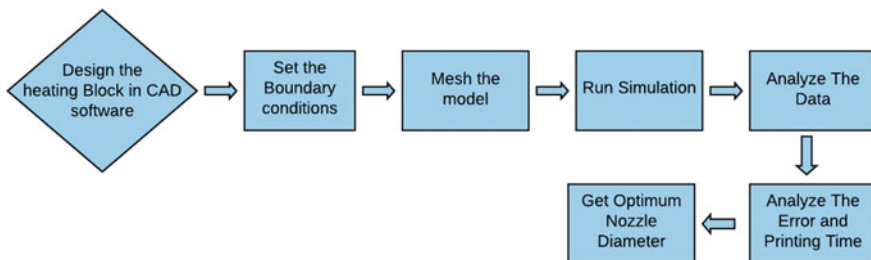 Design the
heating Block in CAD
software
Set the
Boundary
conditions
Mesh the
model
Run Simulation
Analyze The
Data
Analyze The
Error and
Printing Time
Get Optimum
Nozzle
Diameter